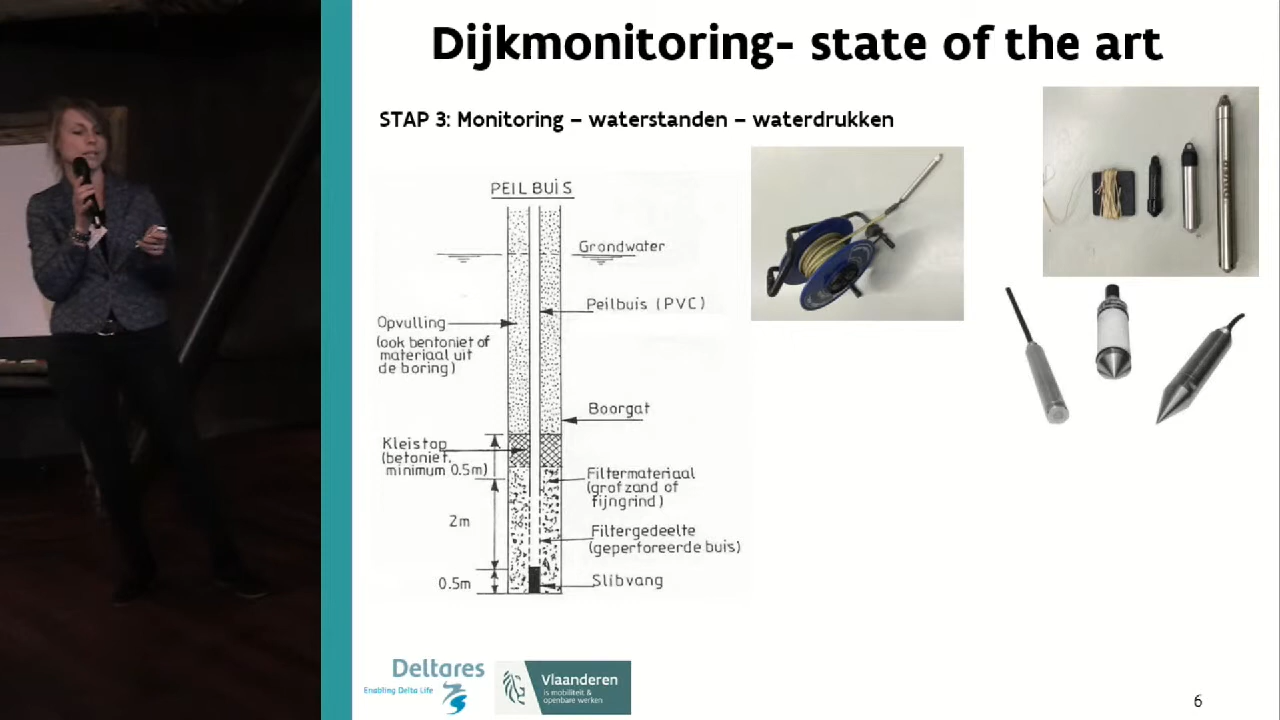 Dijkmonitoring- state of the art
STAP 3: Monitoring – waterstanden – waterdrukken
PEILBUIS
Grondwater
Peilbuis (PVC)
Opvulling
(ook bentoniet of
materiaal uit
de boring)
Boorgat
Kleistop
(betoniet.
minimum 0.5m)
Filtermateriaal
(grof zand of
fijngrind)
2m
Filtergedeelte
(geperforeerde buis)
0.5m
Slibvang
Deltares
Enabling Delta Life
Vlaanderen
is mobiliteit &
openbare werken
6